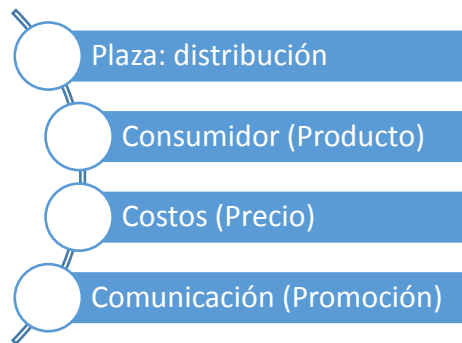 Plaza: distribución
Consumidor (Producto)
Costos (Precio)
Comunicación (Promoción)